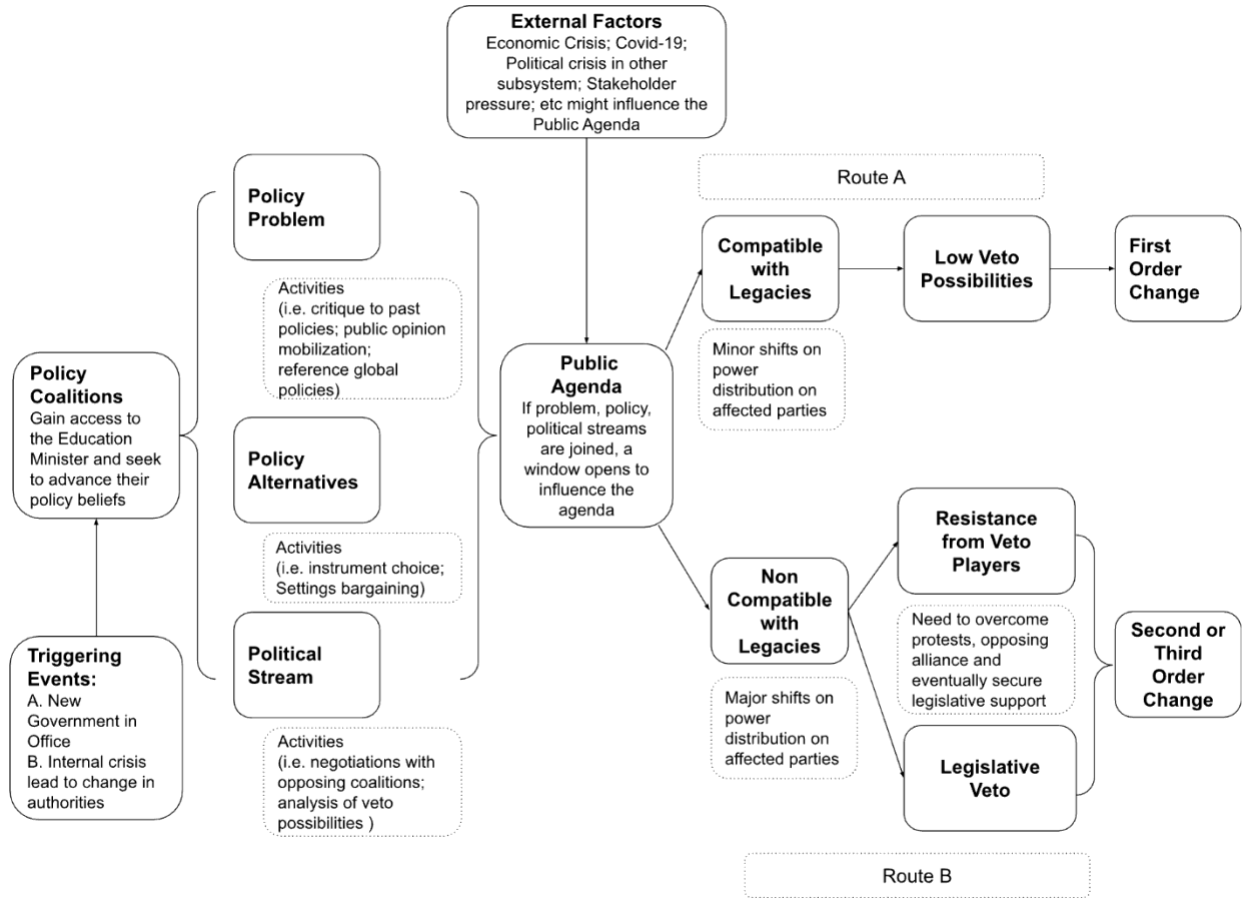 External Factors
Economic Crisis; Covid-19;
Political crisis in other
subsystem; Stakeholder
pressure; etc might influence the
Public Agenda
Policy
Problem
Activities
(i.e. critique to past
policies; public opinion
mobilization;
reference global
policies)
Policy
Coalitions
Gain access to
the Education
Minister and seek
to advance their
policy beliefs
Policy
Alternatives
Activities
(i.e. instrument choice;
Settings bargaining)
Triggering
Events:
A. New
Government in
Office
B. Internal crisis
lead to change in
authorities
Political
Stream
Activities
(i.e. negotiations with
opposing coalitions;
analysis of veto
possibilities )
Public
Agenda
If problem, policy,
political streams
are joined, a
window opens to
influence the
agenda
Route A
Compatible
with
Legacies
Minor shifts on
power
distribution on
affected parties
Low Veto
Possibilities
First
Order
Change
Non
Compatible
with
Legacies
Major shifts on
power
distribution on
affected parties
Resistance
from Veto
Players
Need to overcome
protests, opposing
alliance and
eventually secure
legislative support
Legislative
Veto
Second or
Third
Order
Change
Route B